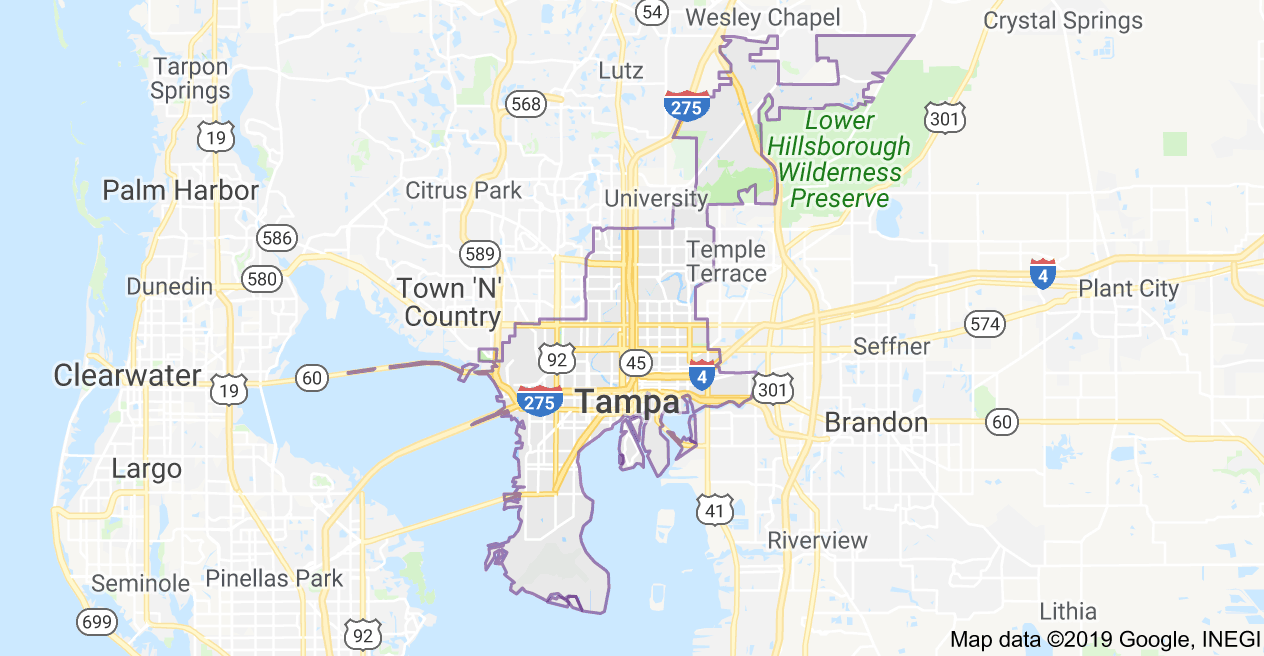 54
Wesley Chapel
Crystal Springs
Tarpon
Springs
Lutz
568
275
301
19
Lower
Hillsborough
Wilderness
Preserve
Palm Harbor
Citrus Park
University
586
589
Temple
Terrace
580
4
Dunedin
Town 'N'
Country
Plant City
574
92
45
Seffner
Clearwater
19
60
4
301
275
Tampa
Brandon
60
Largo
41
Riverview
Seminole
Pinellas Park
699
92
Lithia
Map data ©2019 Google, INEGI